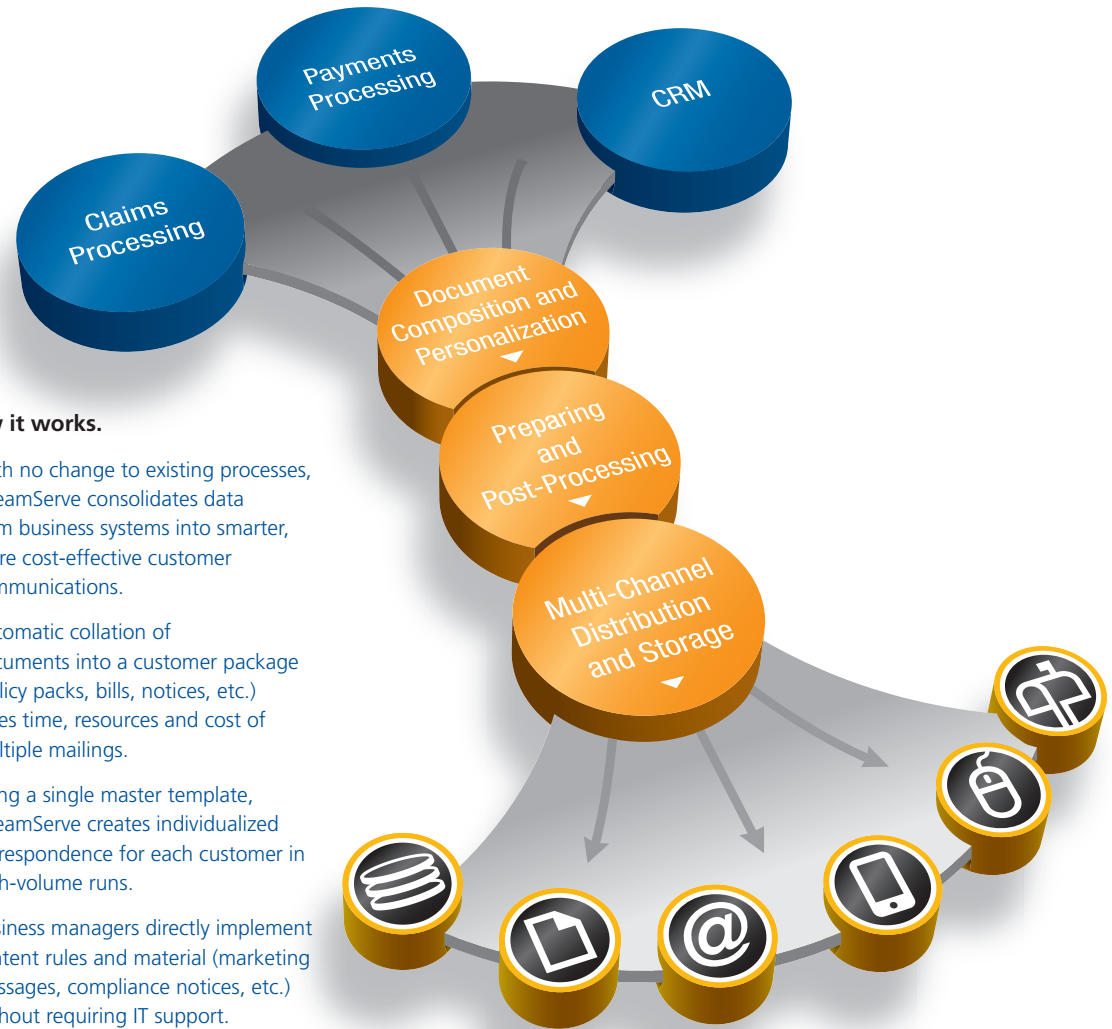 Payments
Processing
CRM
Claims
Processing
Document
Composition and
Personalization
Preparing
and
Post-Processing
Multi-Channel
Distribution
and Storage
@
w it works.
th no change to existing processes,
eamServe consolidates data
m business systems into smarter,
re cost-effective customer
mmunications.
tomatic collation of
cuments into a customer package
licy packs, bills, notices, etc.)
es time, resources and cost of
ltiple mailings.
ng a single master template,
eamServe creates individualized
respondence for each customer in
h-volume runs.
siness managers directly implement
ntent rules and material (marketing
ssages, compliance notices, etc.)
hout requiring IT support.